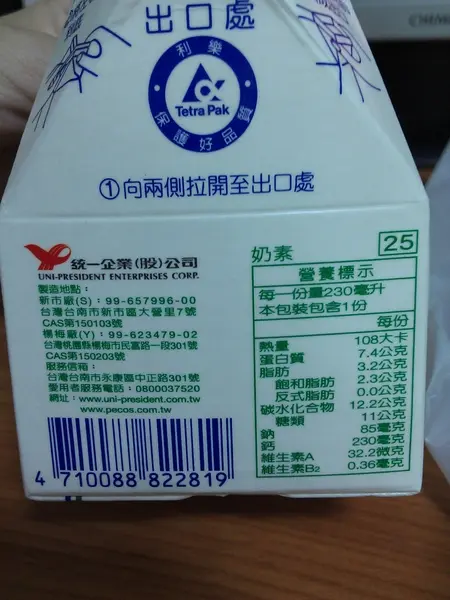 出口處
利樂
Tetra Pak
保護好品質
①向兩側拉開至出口處
統一企業(股)公司
UNI-PRESIDENT ENTERPRISES CORP.
製造地點：
新市廠(S)：99-657996-00
台灣台南市新市區大營里7號
CAS第150103號
楊梅廠(Y)：99-623479-02
台灣桃園縣楊梅市民富路一段301號
CAS第150203號
服務信箱：
台灣台南市永康區中正路301號
愛用者服務電話：0800037520
網址：www.uni-president.com.tw
www.pecos.com.tw
4 710088 822819
奶素
25
營養標示
每一份量230毫升
本包裝包含1份
每份
熱量 108大卡
蛋白質 7.4公克
脂肪 3.2公克
飽和脂肪 2.3公克
反式脂肪 0.0公克
碳水化合物 12.2公克
糖類 11公克
鈉 85毫克
鈣 230毫克
維生素A 32.2微克
維生素B2 0.36毫克